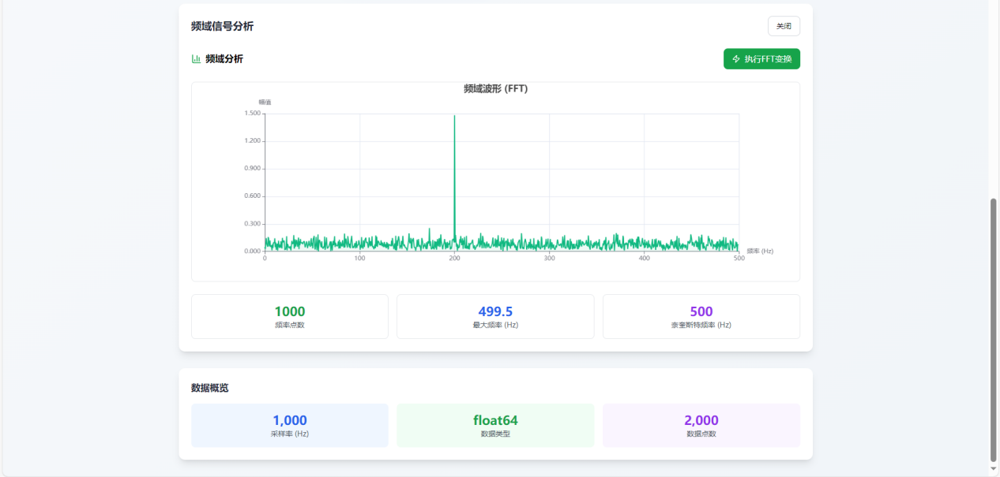 频域信号分析
关闭
频域分析
执行FFT变换
频域波形 (FFT)
幅值
1.500
1.200
0.900
0.600
0.300
0.000
0 100 200 300 400 500
频率 (Hz)
1000
频率点数
499.5
最大频率 (Hz)
500
奈奎斯特频率 (Hz)
数据概览
1,000
采样率 (Hz)
float64
数据类型
2,000
数据点数